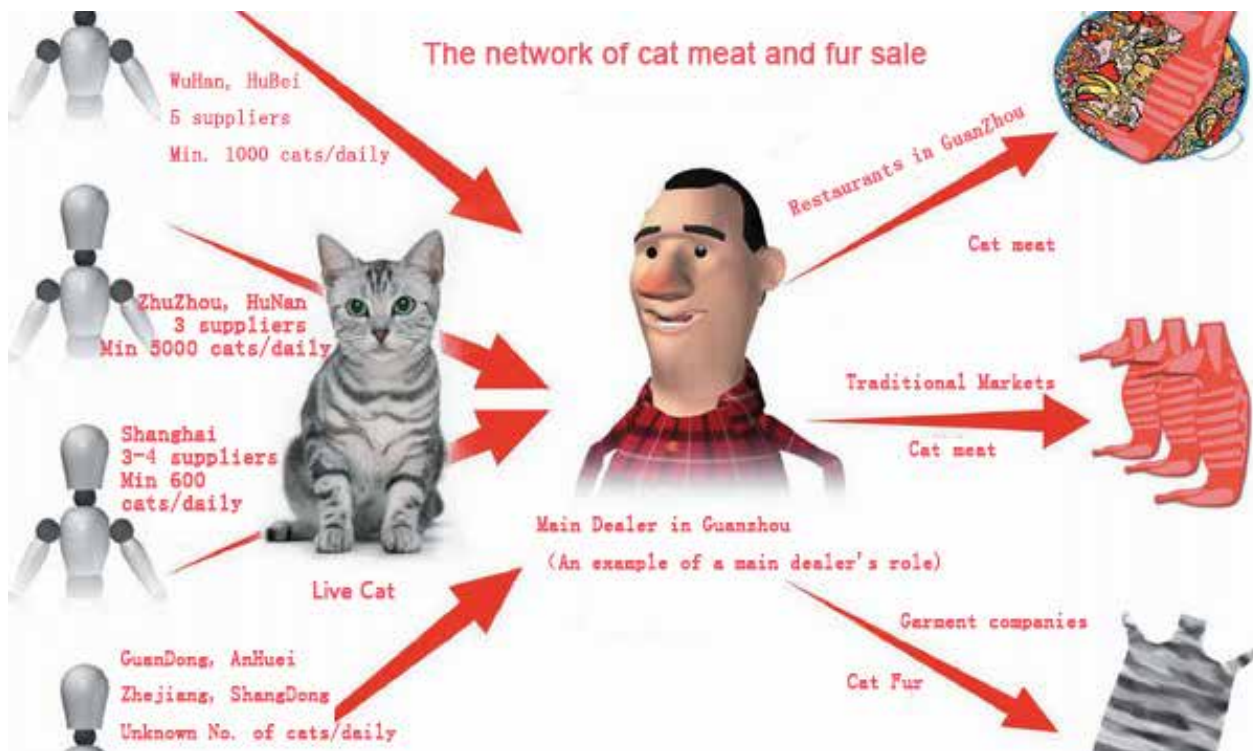 The network of cat meat and fur sale
WuHan, HuBei
5 suppliers
Min. 1000 cats/daily
ZhuZhou, HuNan
3 suppliers
Min 5000 cats/daily
Shanghai
3-4 suppliers
Min 600
cats/daily
Live Cat
GuanDong, AnHuei
Zhejiang, ShangDong
Unknown No. of cats/daily
Main Dealer in Guanzhou
(An example of a main dealer's role)
Restaurants in GuanZhou
Cat meat
Traditional Markets
Cat meat
Garment companies
Cat Fur